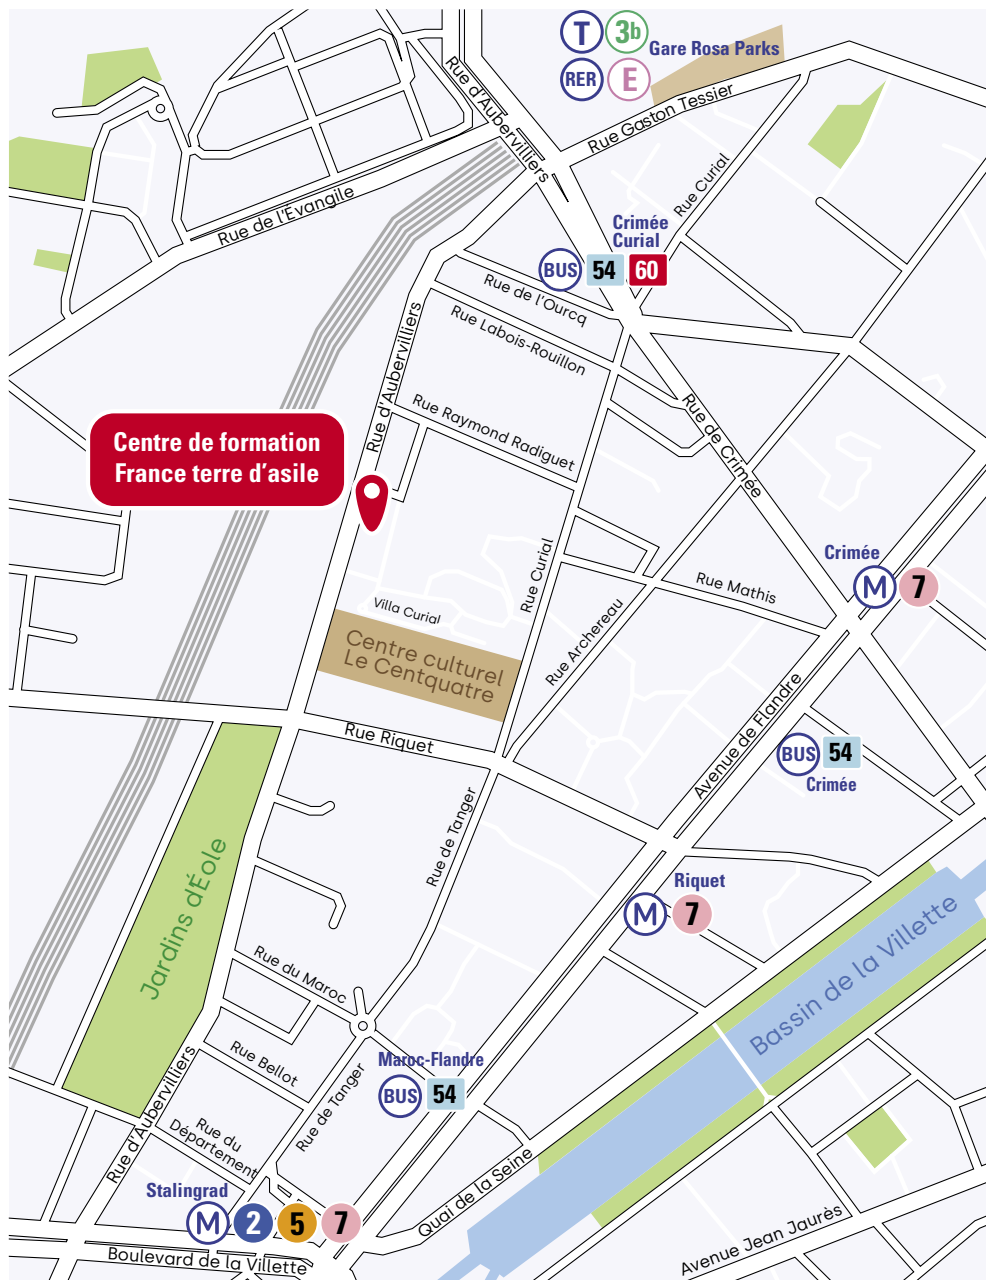 T
3b
Gare Rosa Parks
RER
E
Rue d'Aubervilliers
Rue Gaston Tessier
Rue Curial
Rue de l'Evangile
Crimée
Curial
BUS
54
60
Rue de l'Ourcq
Rue Labois-Rouillon
Rue d'Aubervilliers
Rue Raymond Radiguet
Rue de Crimée
Centre de formation
France terre d'asile
Crimée
M
7
Rue Curial
Rue Mathis
Villa Curial
Rue Archereau
Centre culturel
Le Centquatre
Rue Riquet
Avenue de Flandre
BUS
54
Crimée
Rue de Tanger
Jardins d'Éole
Riquet
M
7
Bassin de la Villette
Rue du Maroc
Rue Bellot
Maroc-Flandre
BUS
54
Rue d'Aubervilliers
Rue de Tanger
Rue du
Département
Quai de la Seine
Stalingrad
M
2
5
7
Boulevard de la Villette
Avenue Jean Jaurès